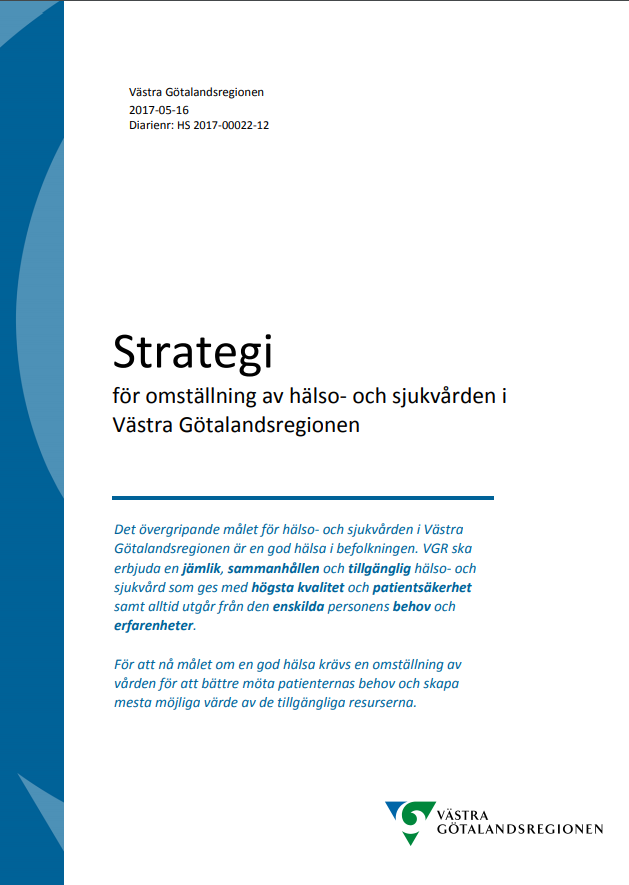 Västra Götalandsregionen
2017-05-16
Diarienr: HS 2017-00022-12
Strategi
för omställning av hälso- och sjukvården i
Västra Götalandsregionen
Det övergripande målet för hälso- och sjukvården i Västra
Götalandsregionen är en god hälsa i befolkningen. VGR ska
erbjuda en jämlik, sammanhållen och tillgänglig hälso- och
sjukvård som ges med högsta kvalitet och patientsäkerhet
samt alltid utgår från den enskilda personens behov och
erfarenheter.
För att nå målet om en god hälsa krävs en omställning av
vården för att bättre möta patienternas behov och skapa
mesta möjliga värde av de tillgängliga resurserna.
VÄSTRA
GÖTALANDSREGIONEN